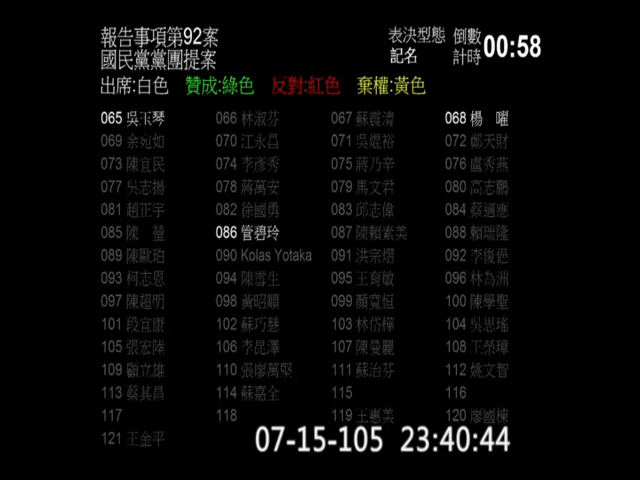 報告事項第92案
國民黨黨團提案
表決型態
記名
倒數
計時
00:58
出席:白色 贊成:綠色 反對:紅色 棄權:黃色
065 吳玉琴 066 林淑芬 067 蘇震清 068 楊 曜
069 余宛如 070 江永昌 071 吳焜裕 072 鄭天財
073 陳宜民 074 李彥秀 075 蔣乃辛 076 盧秀燕
077 吳志揚 078 蔣萬安 079 馬文君 080 高志鵬
081 趙正宇 082 徐國勇 083 邱志偉 084 蔡適應
085 陳 瑩 086 管碧玲 087 陳賴素美 088 賴瑞隆
089 陳歐珀 090 Kolas Yotaka 091 洪宗熠 092 李俊俋
093 柯志恩 094 陳雪生 095 王育敏 096 林為洲
097 陳超明 098 黃昭順 099 顏寬恒 100 陳學聖
101 段宜康 102 蘇巧慧 103 林岱樺 104 吳思瑤
105 張宏陸 106 李昆澤 107 陳曼麗 108 王榮璋
109 顧立雄 110 張廖萬堅 111 蘇治芬 112 姚文智
113 蔡其昌 114 蘇嘉全 115 116
117 118 119 王惠美 120 廖國棟
121 王金平
07-15-105 23:40:44